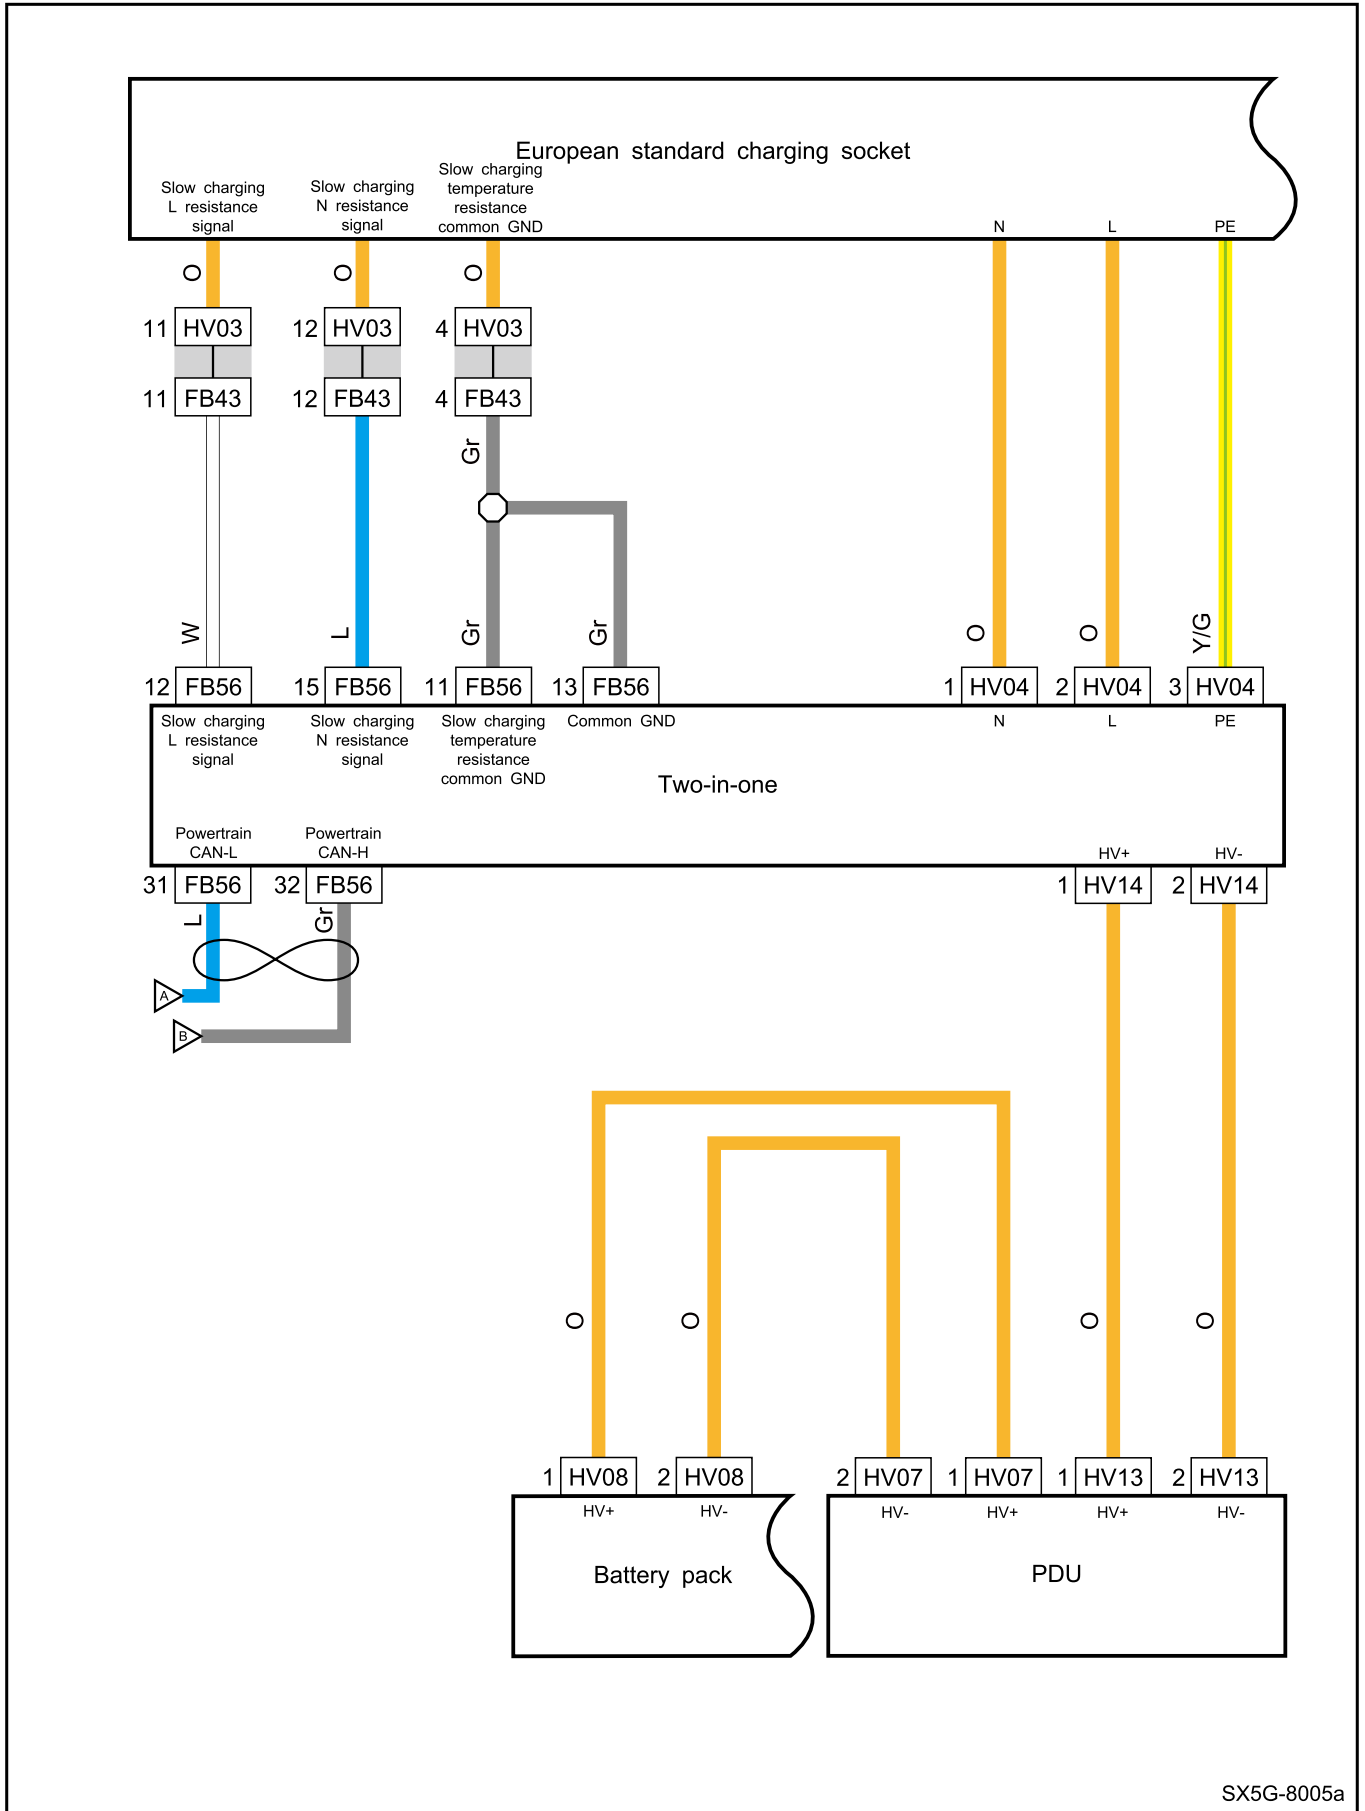 European standard charging socket
Slow charging
L resistance
signal
Slow charging
N resistance
signal
Slow charging
temperature
resistance
common GND
N
L
PE
O
O
O
11 HV03
12 HV03
4 HV03
11 FB43
12 FB43
4 FB43
Gr
W
L
Gr
Gr
O
O
Y/G
12 FB56
15 FB56
11 FB56
13 FB56
1 HV04
2 HV04
3 HV04
Slow charging
L resistance
signal
Slow charging
N resistance
signal
Slow charging
temperature
resistance
common GND
Common GND
N
L
PE
Two-in-one
Powertrain
CAN-L
Powertrain
CAN-H
HV+
HV-
31 FB56
32 FB56
1 HV14
2 HV14
L
Gr
A
B
O
O
O
O
1 HV08
2 HV08
2 HV07
1 HV07
1 HV13
2 HV13
HV+
HV-
HV-
HV+
HV+
HV-
Battery pack
PDU
SX5G-8005a